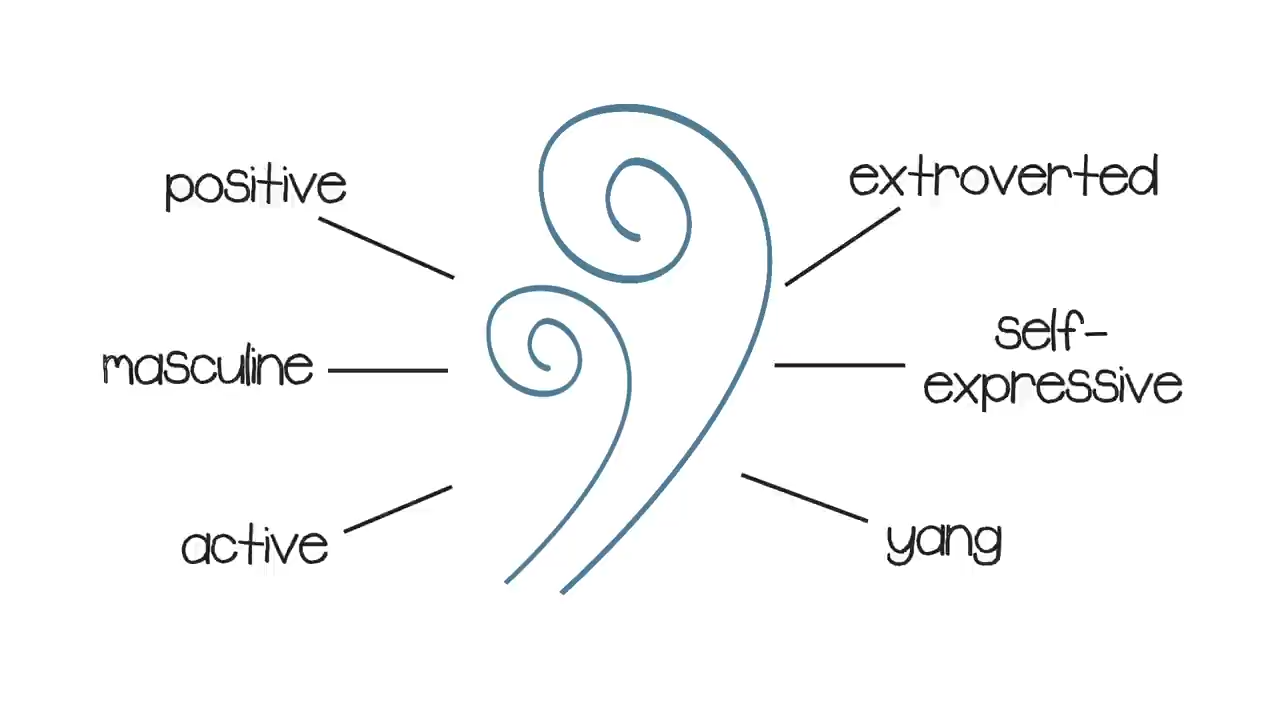 positive
extroverted
masculine
self-
expressive
active
yang